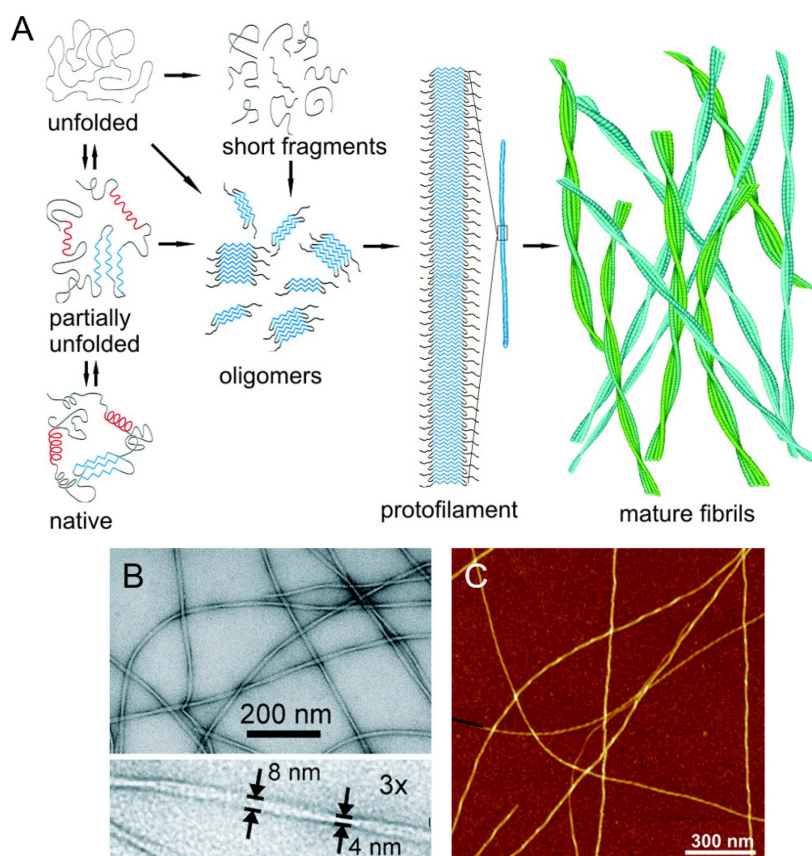 A
unfolded
short fragments
partially
unfolded
oligomers
native
protofilament
mature fibrils
B
200 nm
8 nm
3x
4 nm
C
300 nm